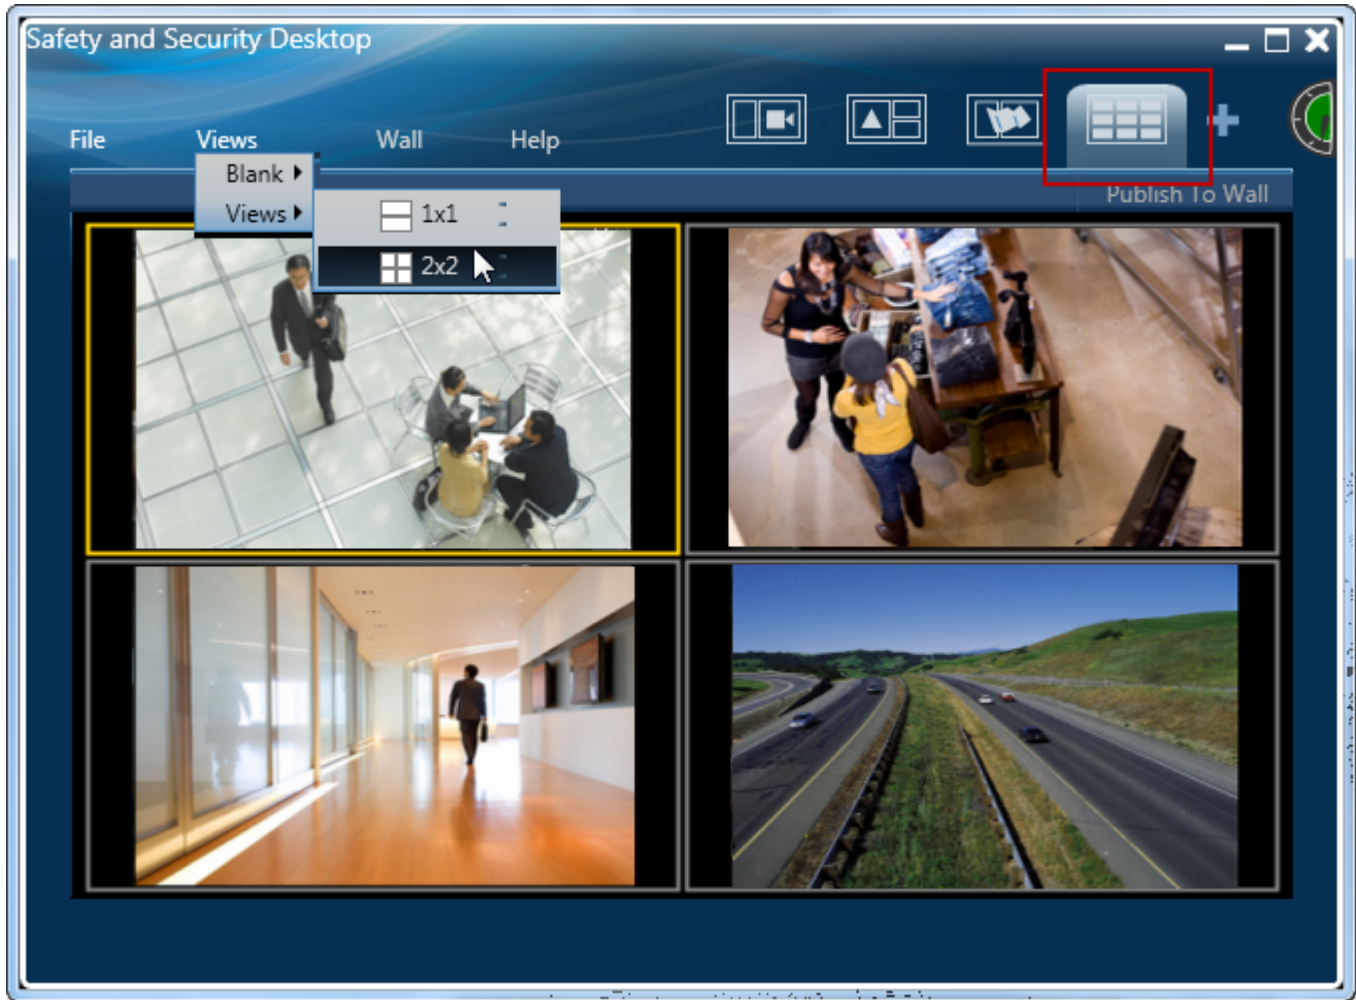 Safety and Security Desktop
File Views Wall Help
Blank
Views
1x1
2x2
Publish To Wall